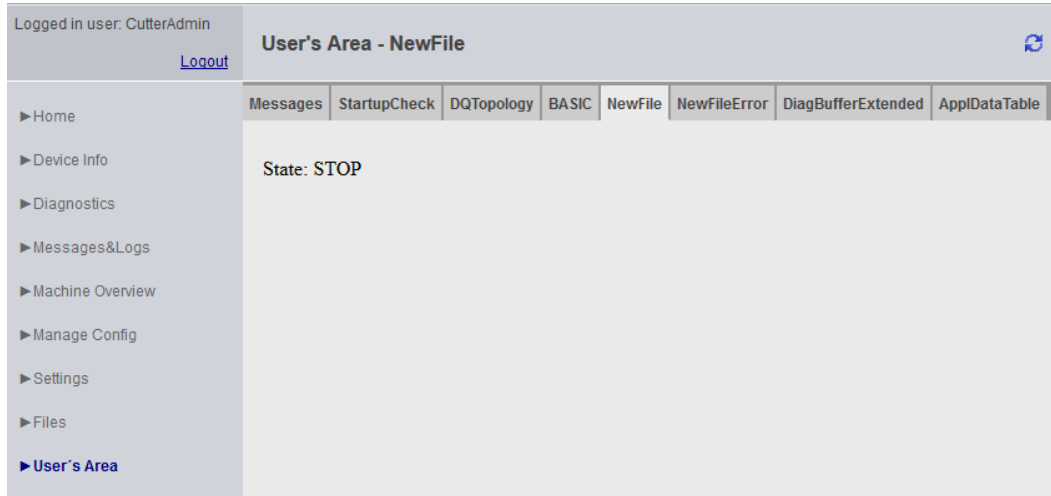 Logged in user: CutterAdmin
Logout
User's Area - NewFile
Messages StartupCheck DQTopology BASIC NewFile NewFileError DiagBufferExtended ApplDataTable
State: STOP
►Home
►Device Info
►Diagnostics
►Messages&Logs
►Machine Overview
►Manage Config
►Settings
►Files
►User´s Area